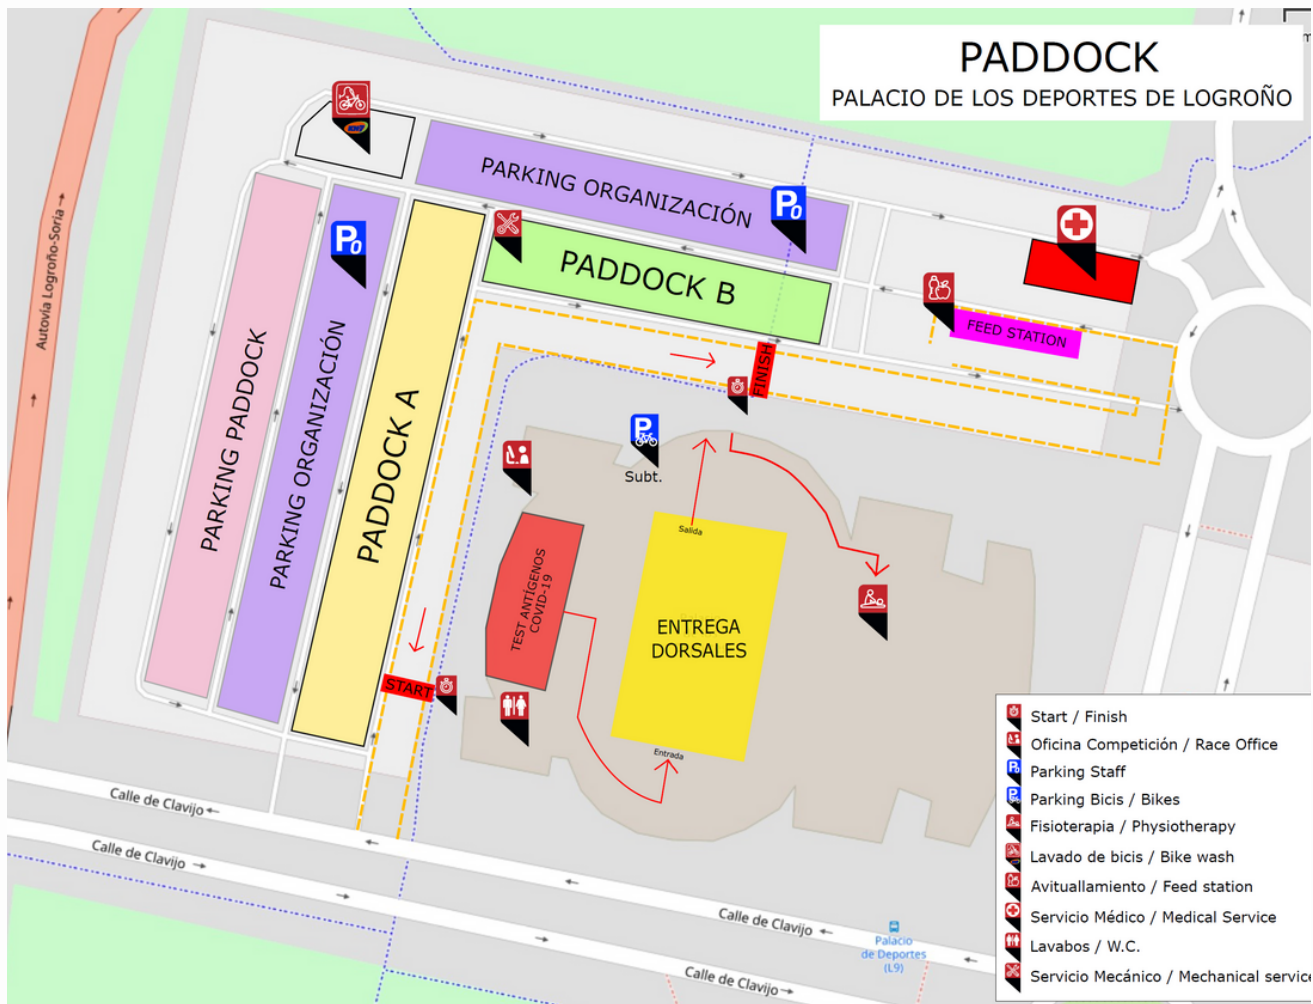 PADDOCK
PALACIO DE LOS DEPORTES DE LOGROÑO
m
PARKING ORGANIZACIÓN
P0
PADDOCK B
FEED STATION
FINISH
Autovía Logroño-Soria
PARKING PADDOCK
P0
PARKING ORGANIZACIÓN
PADDOCK A
P
Subt.
Salida
TEST ANTÍGENOS
COVID-19
ENTREGA
DORSALES
START
Entrada
Calle de Clavijo
Calle de Clavijo
Calle de Clavijo
Calle de Clavijo
Palacio
de Deportes
(L9)
Start / Finish
Oficina Competición / Race Office
P0 Parking Staff
P Parking Bicis / Bikes
Fisioterapia / Physiotherapy
Lavado de bicis / Bike wash
Avituallamiento / Feed station
Servicio Médico / Medical Service
Lavabos / W.C.
Servicio Mecánico / Mechanical service